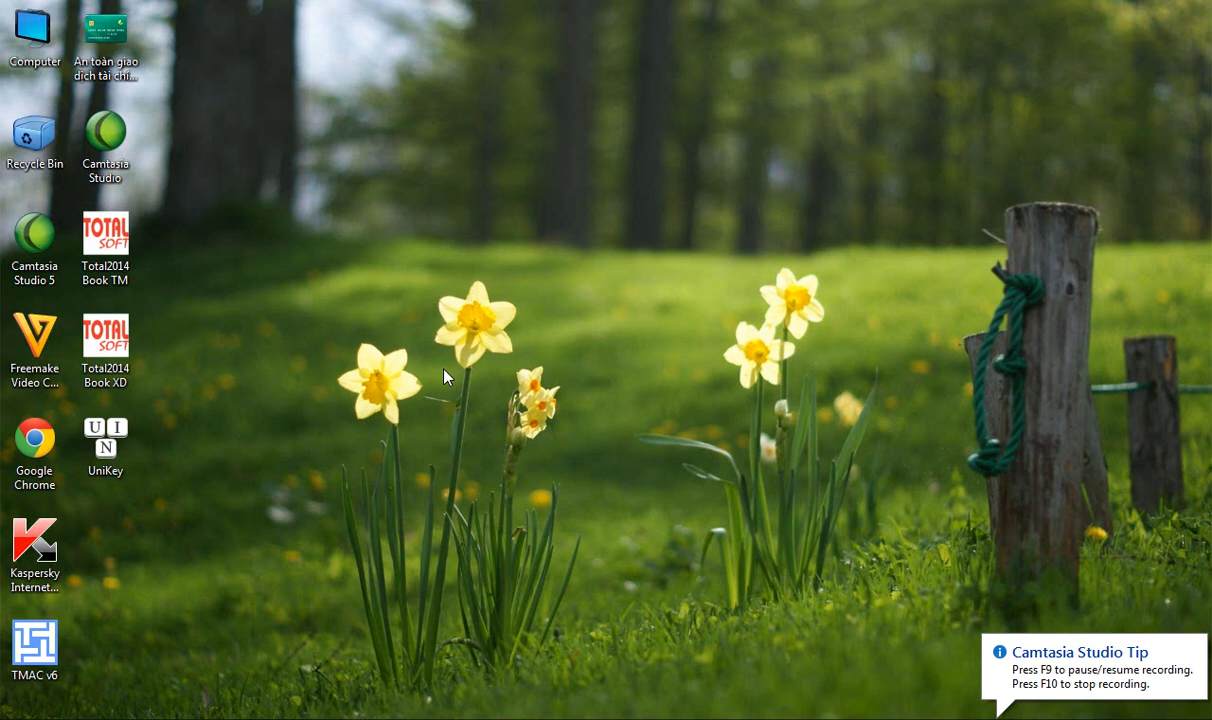 Computer
An toàn giao
dịch tài chí...
Recycle Bin
Camtasia
Studio
Camtasia
Studio 5
TOTAL
SOFT
Total2014
Book TM
Freemake
Video C...
TOTAL
SOFT
Total2014
Book XD
Google
Chrome
U I
N
UniKey
Kaspersky
Internet...
TMAC v6
Camtasia Studio Tip
Press F9 to pause/resume recording.
Press F10 to stop recording.